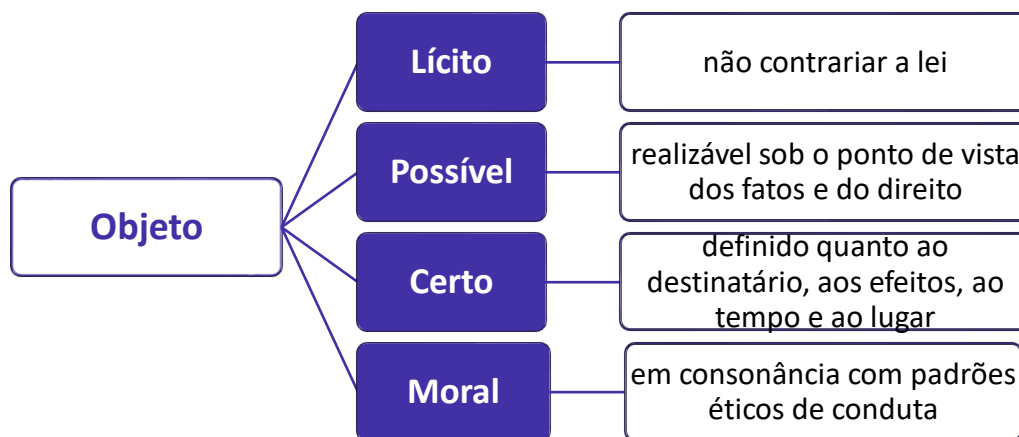 Objeto
Lícito
não contrariar a lei
Possível
realizável sob o ponto de vista
dos fatos e do direito
Certo
definido quanto ao
destinatário, aos efeitos, ao
tempo e ao lugar
Moral
em consonância com padrões
éticos de conduta